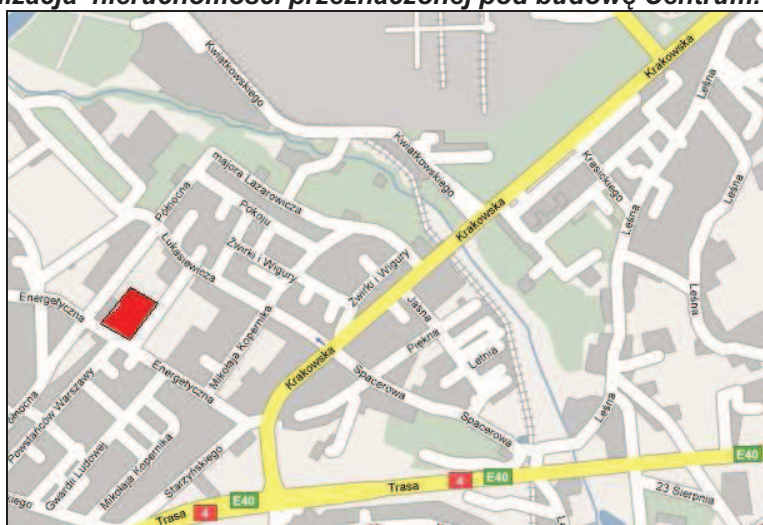 nieruchomości przeznaczonej pod budowę Centrum.
Kwiatkowskiego
Krakowska
Leśna
Kwiatkowskiego
Krasickiego
Leśna
majora Łazarowicza
Północna
Pokoju
Krakowska
Leśna
Łukasiewicza
Żwirki i Wigury
Żwirki i Wigury
Leśna
Energetyczna
Mikołaja Kopernika
Jasna
Piękna
Letnia
Krakowska
Energetyczna
Spacerowa
Powstańców Warszawy
Leśna
Spacerowa
Gwardii Ludowej
Mikołaja Kopernika
Starzyńskiego
E40
Trasa
4
E40
23 Sierpnia
E40
Trasa
4